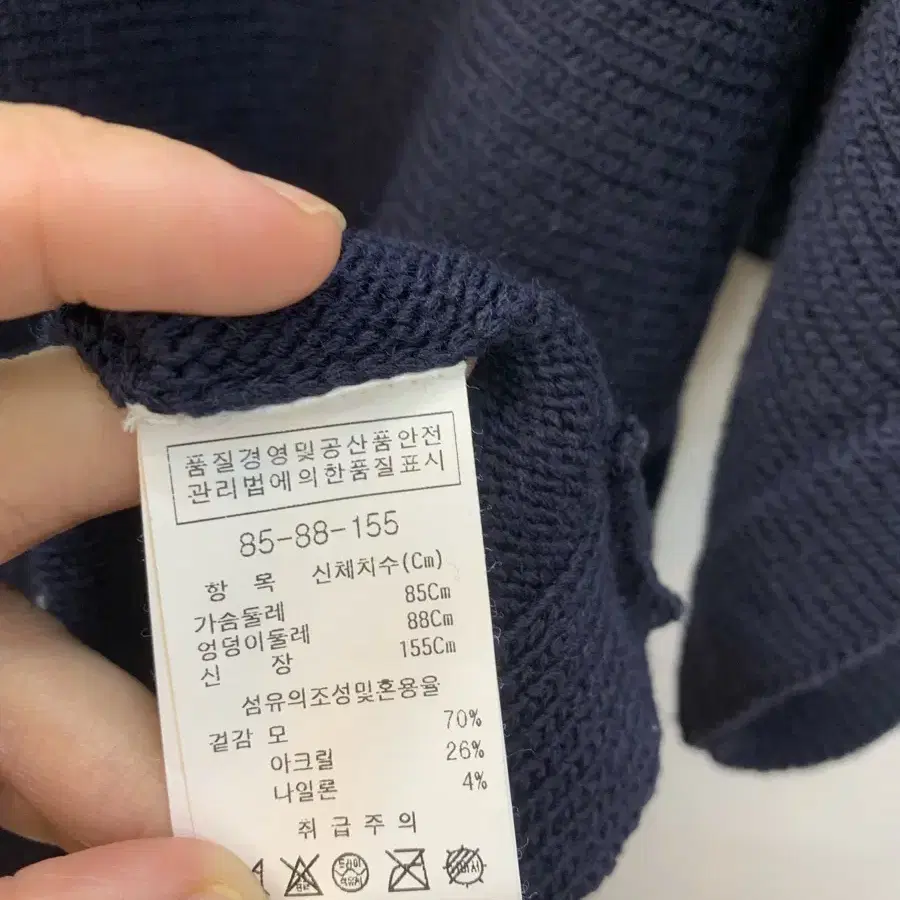 품질경영및공산품안전
관리법에의한품질표시
85-88-155
항 목 신체치수(Cm)
가슴둘레 85Cm
엉덩이둘레 88Cm
신 장 155Cm
섬유의조성및혼용율
겉감 모 70%
아크릴 26%
나일론 4%
취급주의
드라이